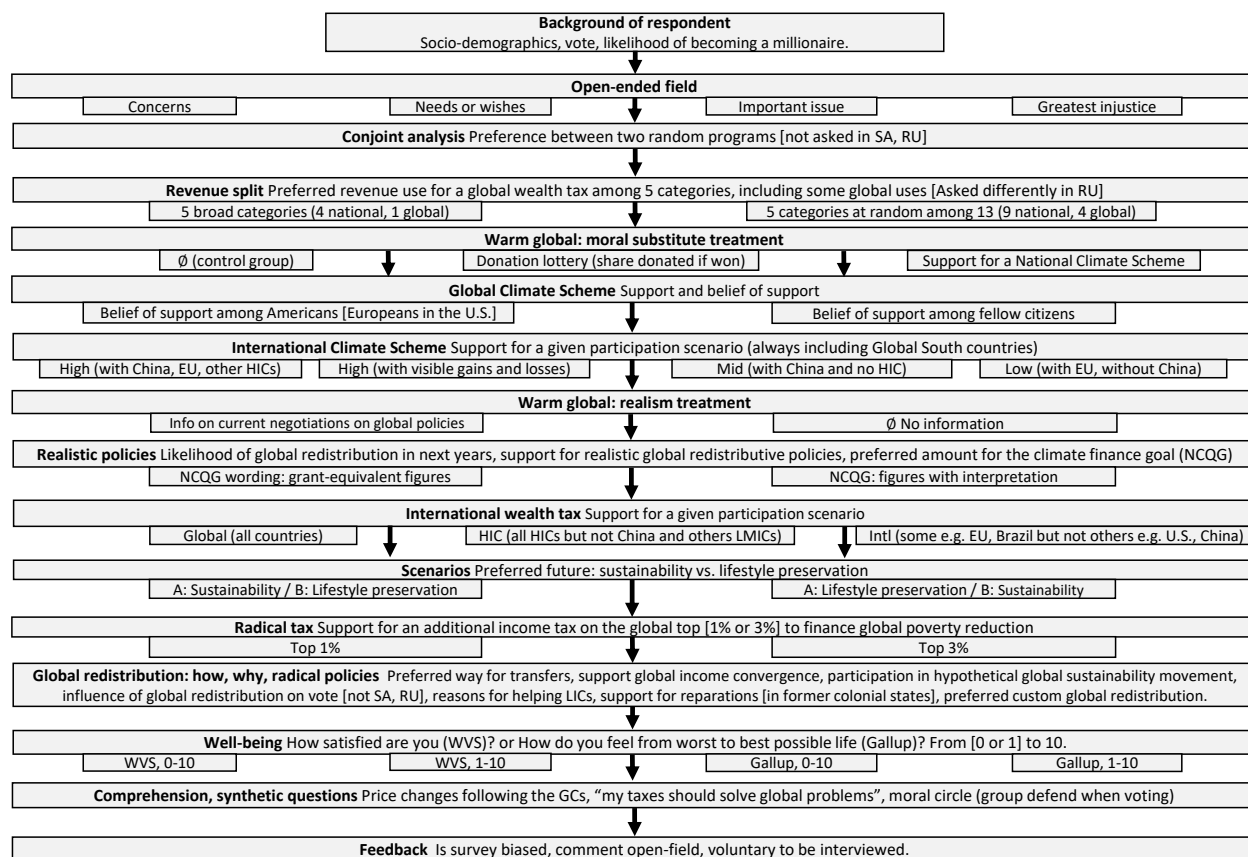 Background of respondent
Socio-demographics, vote, likelihood of becoming a millionaire.
Open-ended field
Concerns
Needs or wishes
Important issue
Greatest injustice
Conjoint analysis Preference between two random programs [not asked in SA, RU]
Revenue split Preferred revenue use for a global wealth tax among 5 categories, including some global uses [Asked differently in RU]
5 broad categories (4 national, 1 global)
5 categories at random among 13 (9 national, 4 global)
Warm global: moral substitute treatment
Ø (control group)
Donation lottery (share donated if won)
Support for a National Climate Scheme
Global Climate Scheme Support and belief of support
Belief of support among Americans [Europeans in the U.S.]
Belief of support among fellow citizens
International Climate Scheme Support for a given participation scenario (always including Global South countries)
High (with China, EU, other HICs)
High (with visible gains and losses)
Mid (with China and no HIC)
Low (with EU, without China)
Warm global: realism treatment
Info on current negotiations on global policies
Ø No information
Realistic policies Likelihood of global redistribution in next years, support for realistic global redistributive policies, preferred amount for the climate finance goal (NCQG)
NCQG wording: grant-equivalent figures
NCQG: figures with interpretation
International wealth tax Support for a given participation scenario
Global (all countries)
HIC (all HICs but not China and others LMICs)
Intl (some e.g. EU, Brazil but not others e.g. U.S., China)
Scenarios Preferred future: sustainability vs. lifestyle preservation
A: Sustainability / B: Lifestyle preservation
A: Lifestyle preservation / B: Sustainability
Radical tax Support for an additional income tax on the global top [1% or 3%] to finance global poverty reduction
Top 1%
Top 3%
Global redistribution: how, why, radical policies Preferred way for transfers, support global income convergence, participation in hypothetical global sustainability movement,
influence of global redistribution on vote [not SA, RU], reasons for helping LICs, support for reparations [in former colonial states], preferred custom global redistribution.
Well-being How satisfied are you (WVS)? or How do you feel from worst to best possible life (Gallup)? From [0 or 1] to 10.
WVS, 0-10
WVS, 1-10
Gallup, 0-10
Gallup, 1-10
Comprehension, synthetic questions Price changes following the GCs, "my taxes should solve global problems", moral circle (group defend when voting)
Feedback Is survey biased, comment open-field, voluntary to be interviewed.